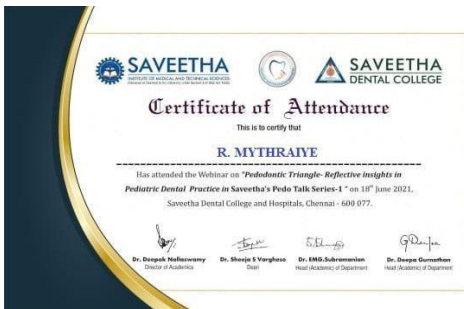 SAVEETHA
INSTITUTE OF MEDICAL AND TECHNICAL SCIENCES
SAVEETHA
DENTAL COLLEGE
Certificate of Attendance
This is to certify that
R. MYTHRAIYE
Has attended the Webinar on "Pedodontic Triangle- Reflective insights in
Pediatric Dental Practice in Saveetha's Pedo Talk Series-1 " on 18th June 2021,
Saveetha Dental College and Hospitals, Chennai - 600 077.
Dr. Deepak Nallaswamy
Director of Academics
Dr. Sheeja S Varghese
Dean
Dr. EMG.Subramanian
Head (Academic) of Department
Dr. Deepa Gurnathan
Head (Academic) of Department